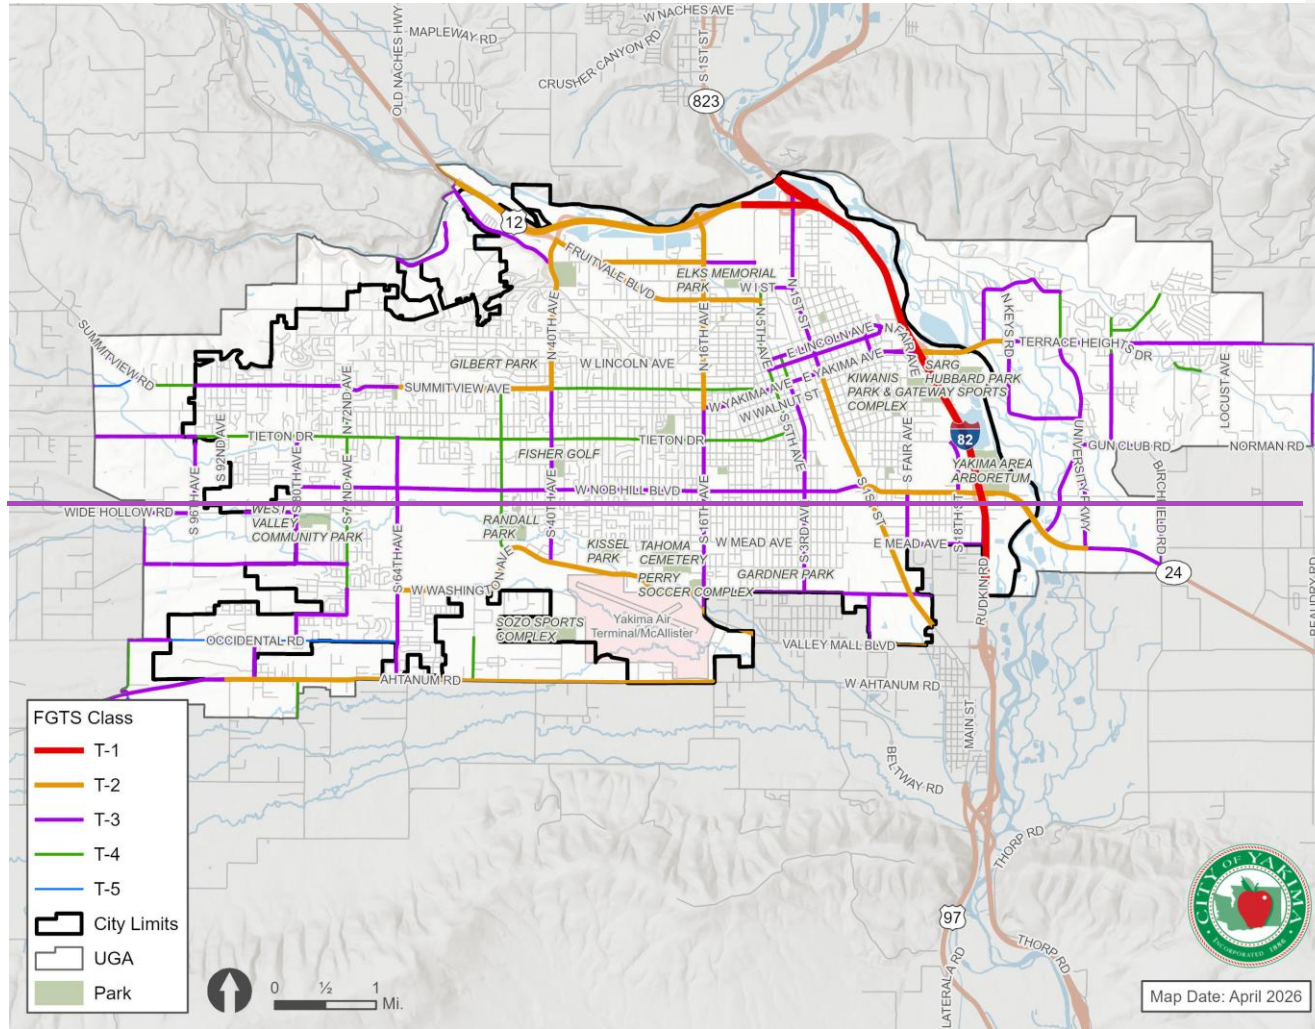 W NACHES AVE
OLD NACHES HWY
MAPLEWAY RD
CRUSHER CANYON RD
S 1ST ST
823
12
FRUITVALE BLVD
ELKS MEMORIAL
PARK
W I ST
N 1ST ST
N 40TH AVE
N 16TH AVE
N 5TH AVE
E LINCOLN AVE
N FAIR AVE
N KEYS RD
TERRACE HEIGHTS
DR
SUMMITVIEW RD
GILBERT PARK
W LINCOLN AVE
E YAKIMA AVE
SARG
HUBBARD PARK
SUMMITVIEW AVE
N 72ND AVE
KIWANIS
PARK & GATEWAY SPORTS
COMPLEX
LOCUST AVE
W YAKIMA AVE
W WALNUT ST
S 92ND AVE
TIETON DR
TIETON DR
S 5TH AVE
S FAIR AVE
82
UNIVERSITY PKWY
GUN CLUB RD
NORMAN RD
FISHER GOLF
YAKIMA AREA
ARBORETUM
BIRCHFIELD RD
S 96TH AVE
S 80TH AVE
S 72ND AVE
S 40TH AVE
W NOB HILL BLVD
S 16TH AVE
S 1ST ST
S 18TH ST
WIDE HOLLOW RD
WEST
VALLEY
COMMUNITY PARK
RANDALL
PARK
KISSEL
PARK
TAHOMA
CEMETERY
W MEAD AVE
S 3RD AVE
E MEAD AVE
24
S 64TH AVE
W WASHINGTON AVE
PERRY
SOCCER COMPLEX
GARDNER PARK
RUDKIN RD
OCCIDENTAL RD
SOZO SPORTS
COMPLEX
Yakima Air
Terminal/McAllister
VALLEY MALL BLVD
AHTANUM RD
W AHTANUM RD
MAIN ST
BELTWAY RD
THORP RD
97
THORP RD
LATERAL A RD
FGTS Class
T-1
T-2
T-3
T-4
T-5
City Limits
UGA
Park
0 ½ 1
Mi.
CITY OF YAKIMA
INCORPORATED 1886
Map Date: April 2026